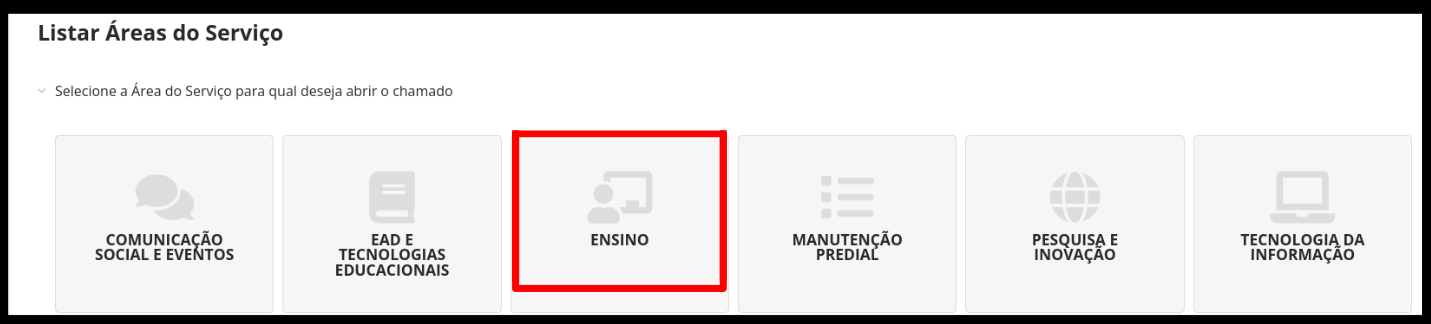 Listar Áreas do Serviço
Selecione a Área do Serviço para qual deseja abrir o chamado
COMUNICAÇÃO
SOCIAL E EVENTOS
EAD E
TECNOLOGIAS
EDUCACIONAIS
ENSINO
MANUTENÇÃO
PREDIAL
PESQUISA E
INOVAÇÃO
TECNOLOGIA DA
INFORMAÇÃO